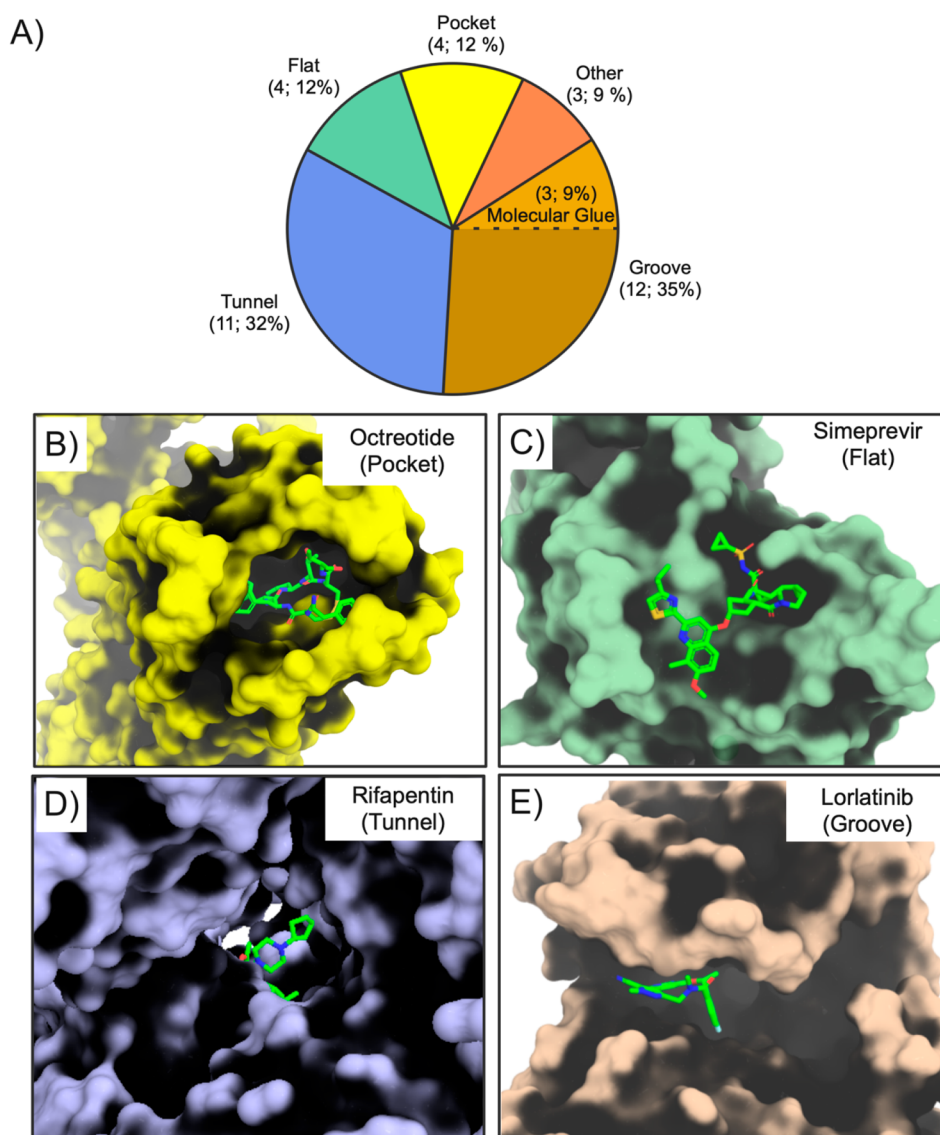 A)
Pocket
(4; 12 %)
Flat
(4; 12%)
Other
(3; 9 %)
(3; 9%)
Molecular Glue
Groove
(12; 35%)
Tunnel
(11; 32%)
B)
Octreotide
(Pocket)
C)
Simeprevir
(Flat)
D)
Rifapentin
(Tunnel)
E)
Lorlatinib
(Groove)